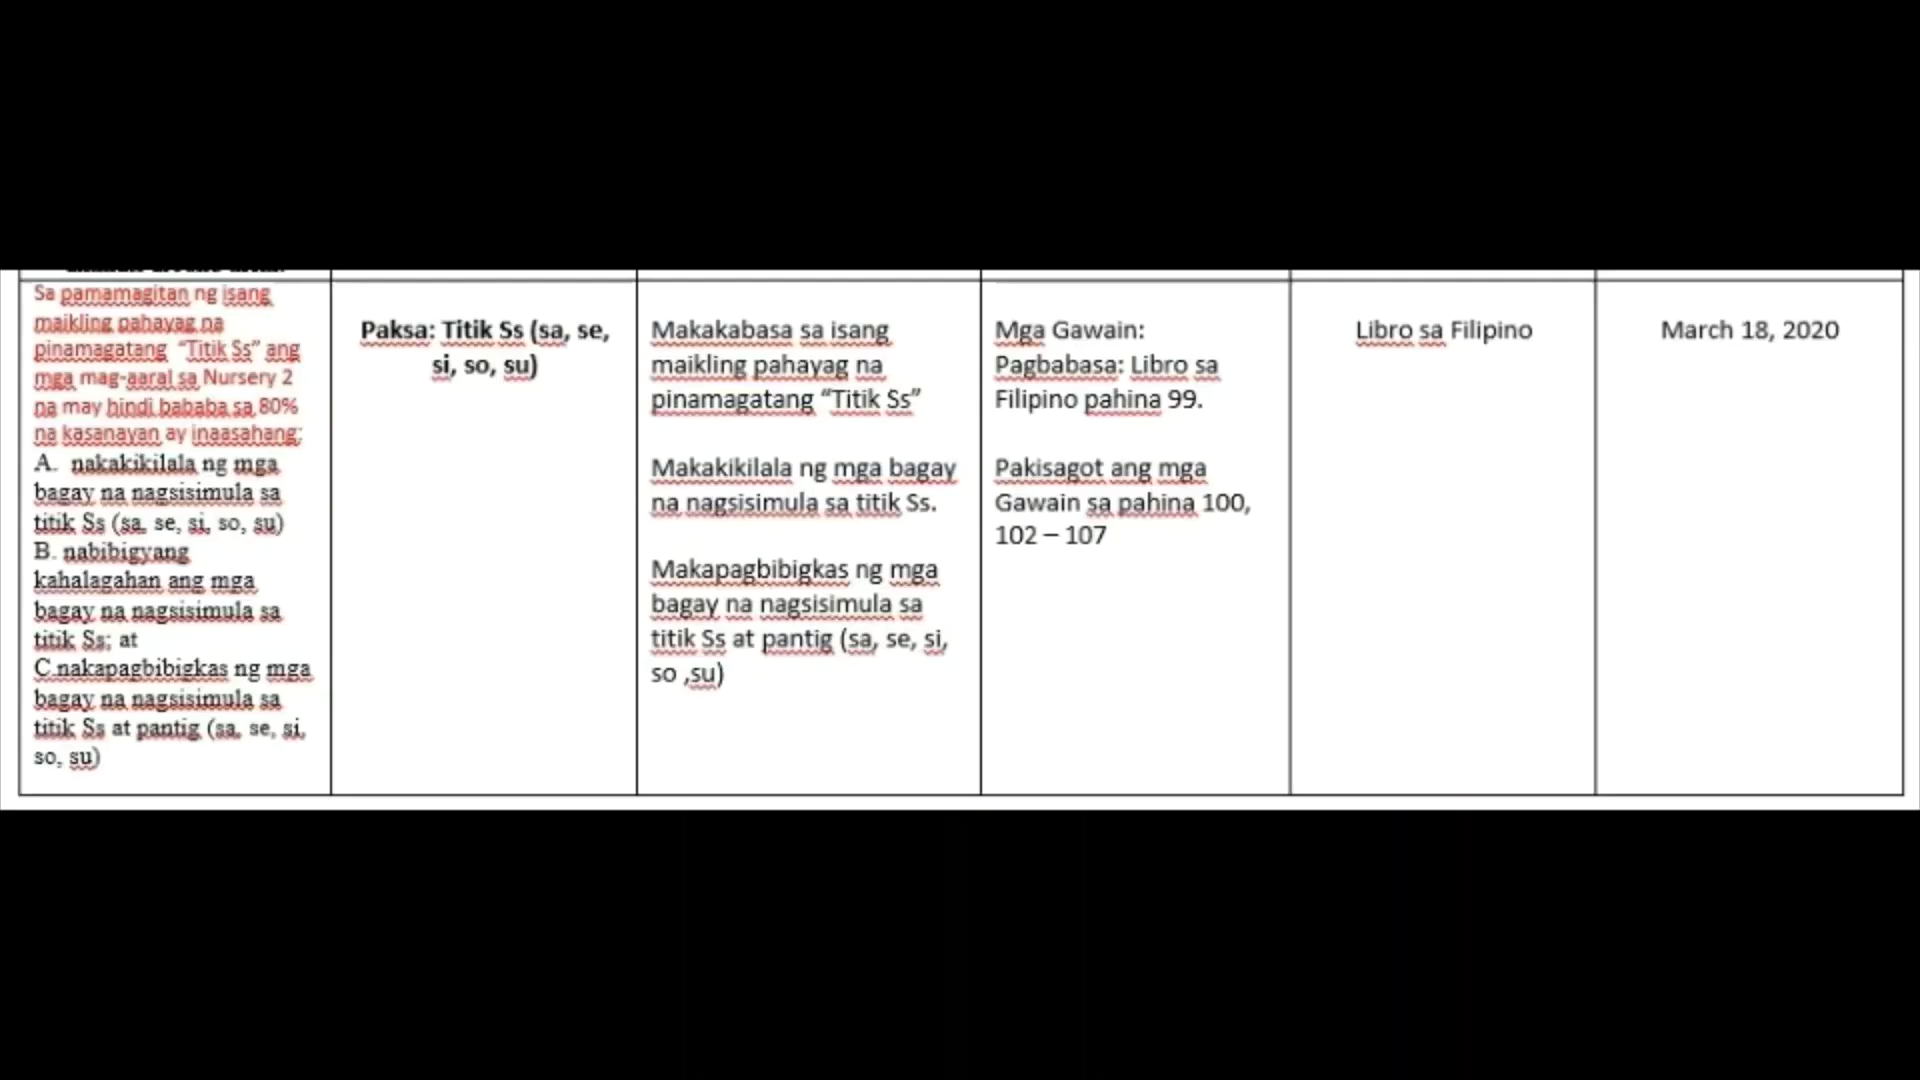 Sa pamamagitan ng isang
maikling pahayag na
pinamagatang "Titik Ss" ang
mga mag-aaral sa Nursery 2
na may hindi bababa sa 80%
na kasanayan ay inaasahang:
A. nakakikilala ng mga
bagay na nagsisimula sa
titik Ss (sa, se, si, so, su)
B. nabibigyang
kahalagahan ang mga
bagay na nagsisimula sa
titik Ss; at
C.nakapagbibigkas ng mga
bagay na nagsisimula sa
titik Ss at pantig (sa, se, si,
so, su)
Paksa: Titik Ss (sa, se,
si, so, su)
Makakabasa sa isang
maikling pahayag na
pinamagatang "Titik Ss"
Makakikilala ng mga bagay
na nagsisimula sa titik Ss.
Makapagbibigkas ng mga
bagay na nagsisimula sa
titik Ss at pantig (sa, se, si,
so ,su)
Mga Gawain:
Pagbabasa: Libro sa
Filipino pahina 99.
Pakisagot ang mga
Gawain sa pahina 100,
102 – 107
Libro sa Filipino
March 18, 2020